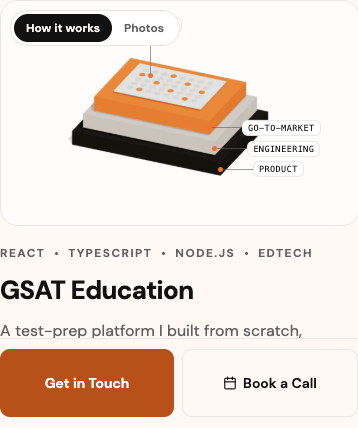 How it works
Photos
GO-TO-MARKET
ENGINEERING
PRODUCT
REACT • TYPESCRIPT • NODE.JS • EDTECH
GSAT Education
A test-prep platform I built from scratch,
Get in Touch
Book a Call